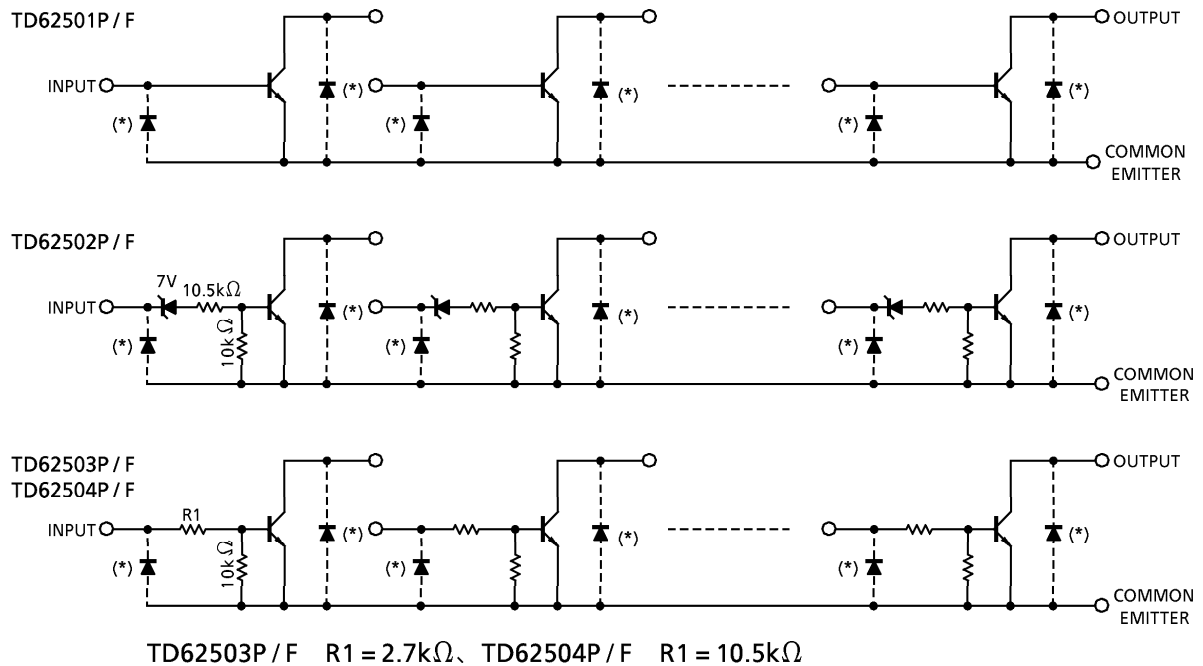 TD62501P / F
OUTPUT
INPUT
(*)
(*)
(*)
(*)
(*)
(*)
COMMON
EMITTER
TD62502P / F
OUTPUT
7V
10.5kΩ
INPUT
10kΩ
(*)
(*)
(*)
(*)
(*)
(*)
COMMON
EMITTER
TD62503P / F
TD62504P / F
OUTPUT
R1
INPUT
10kΩ
(*)
(*)
(*)
(*)
(*)
(*)
COMMON
EMITTER
TD62503P / F R1 = 2.7kΩ、TD62504P / F R1 = 10.5kΩ